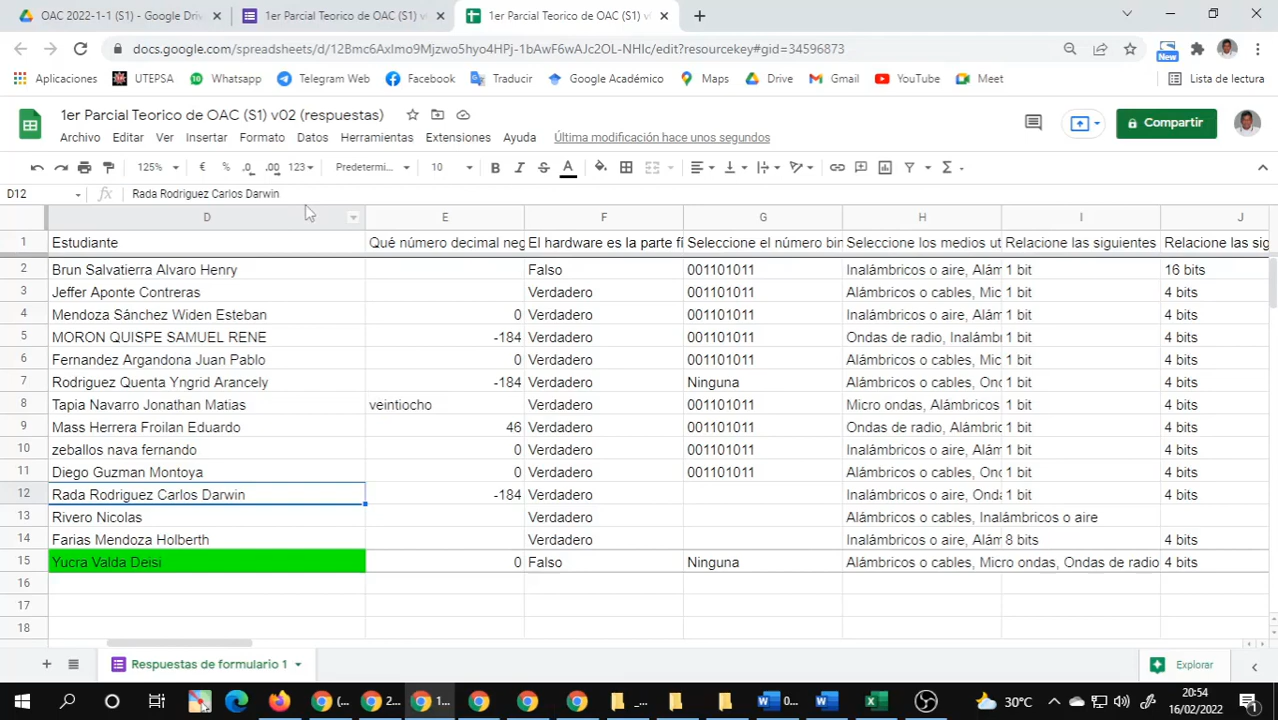 OAC 2022-1-1 (S1) - Google Dri
1er Parcial Teorico de OAC (S1) v
1er Parcial Teorico de OAC (S1) v
docs.google.com/spreadsheets/d/12Bmc6AxImo9Mjzwo5hyo4HPj-1bAwF6wAJc2OL-NHIc/edit?resourcekey#gid=34596873
New
Aplicaciones UTEPSA Whatsapp Telegram Web Facebook Traducir Google Académico Maps Drive Gmail YouTube Meet Lista de lectura
1er Parcial Teorico de OAC (S1) v02 (respuestas)
Archivo Editar Ver Insertar Formato Datos Herramientas Extensiones Ayuda Última modificación hace unos segundos
Compartir
125% € % .0 .00 123 Predetermi... 10 B I S A Σ
D12 fx Rada Rodriguez Carlos Darwin
D E F G H I J
1 Estudiante Qué número decimal neg El hardware es la parte fí Seleccione el número bin Seleccione los medios ut Relacione las siguientes Relacione las sig
2 Brun Salvatierra Alvaro Henry Falso 001101011 Inalámbricos o aire, Alám 1 bit 16 bits
3 Jeffer Aponte Contreras Verdadero 001101011 Alámbricos o cables, Mic 1 bit 4 bits
4 Mendoza Sánchez Widen Esteban 0 Verdadero 001101011 Inalámbricos o aire, Alám 1 bit 4 bits
5 MORON QUISPE SAMUEL RENE -184 Verdadero 001101011 Ondas de radio, Inalámb 1 bit 4 bits
6 Fernandez Argandona Juan Pablo 0 Verdadero 001101011 Alámbricos o cables, Mic 1 bit 4 bits
7 Rodriguez Quenta Yngrid Arancely -184 Verdadero Ninguna Alámbricos o cables, Ond 1 bit 4 bits
8 Tapia Navarro Jonathan Matias veintiocho Verdadero 001101011 Micro ondas, Alámbricos 1 bit 4 bits
9 Mass Herrera Froilan Eduardo 46 Verdadero 001101011 Ondas de radio, Alámbric 1 bit 4 bits
10 zeballos nava fernando 0 Verdadero 001101011 Inalámbricos o aire, Alám 1 bit 4 bits
11 Diego Guzman Montoya 0 Verdadero 001101011 Alámbricos o cables, Ond 1 bit 4 bits
12 Rada Rodriguez Carlos Darwin -184 Verdadero Inalámbricos o aire, Onda 1 bit 4 bits
13 Rivero Nicolas Verdadero Alámbricos o cables, Inalámbricos o aire
14 Farias Mendoza Holberth Verdadero Inalámbricos o aire, Alám 8 bits 4 bits
15 Yucra Valda Deisi 0 Falso Ninguna Alámbricos o cables, Micro ondas, Ondas de radio 4 bits
16
17
18
Respuestas de formulario 1 Explorar
(... 2... 1... _... 0... W... 30°C 20:54
16/02/2022 1